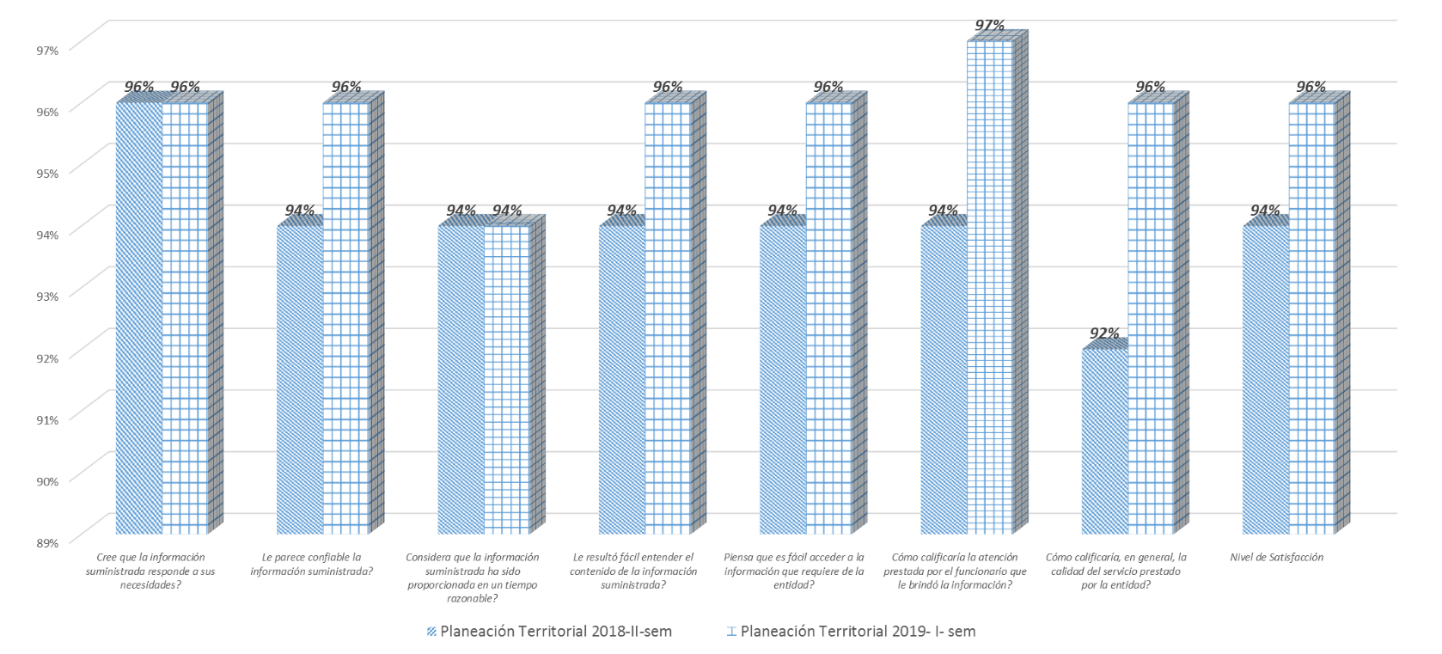 97%
96%
95%
94%
93%
92%
91%
90%
89%
96%
96%
94%
96%
94%
94%
94%
96%
94%
96%
94%
97%
92%
96%
94%
96%
Cree que la información
suministrada responde a sus
necesidades?
Le parece confiable la
información suministrada?
Considera que la información
suministrada ha sido
proporcionada en un tiempo
razonable?
Le resultó fácil entender el
contenido de la información
suministrada?
Piensa que es fácil acceder a la
información que requiere de la
entidad?
Cómo calificaría la atención
prestada por el funcionario que
le brindó la información?
Cómo calificaría, en general, la
calidad del servicio prestado
por la entidad?
Nivel de Satisfacción
Planeación Territorial 2018-II-sem
Planeación Territorial 2019- I- sem